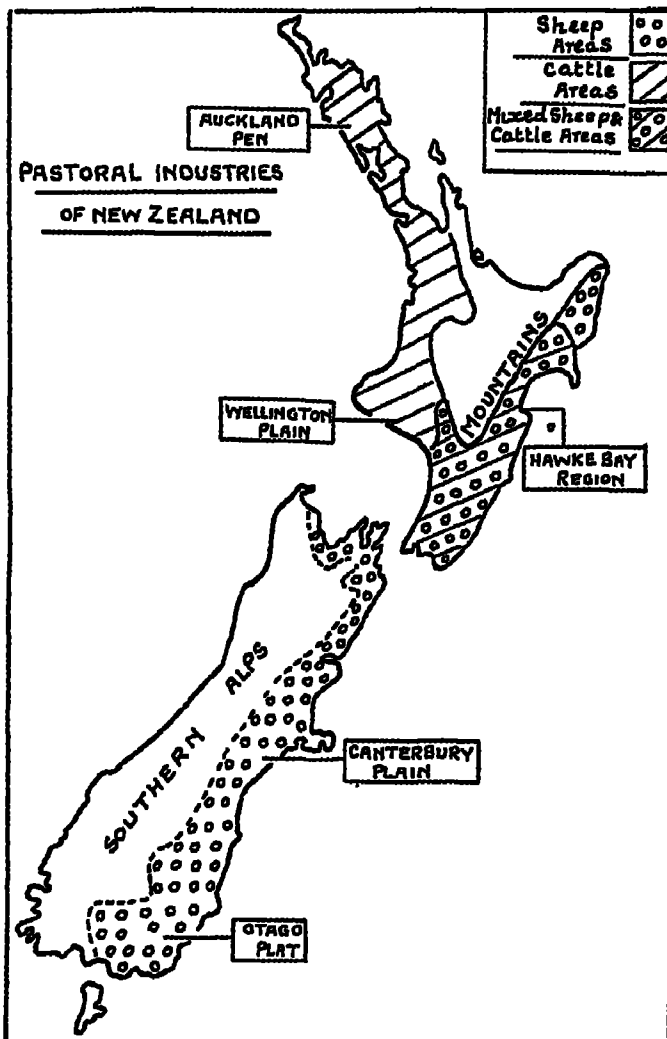 Sheep
Areas
Cattle
Areas
Mixed Sheep &
Cattle Areas
AUCKLAND
PEN
PASTORAL INDUSTRIES
OF NEW ZEALAND
MOUNTAINS
WELLINGTON
PLAIN
HAWKE BAY
REGION
SOUTHERN ALPS
CANTERBURY
PLAIN
OTAGO
PLAT